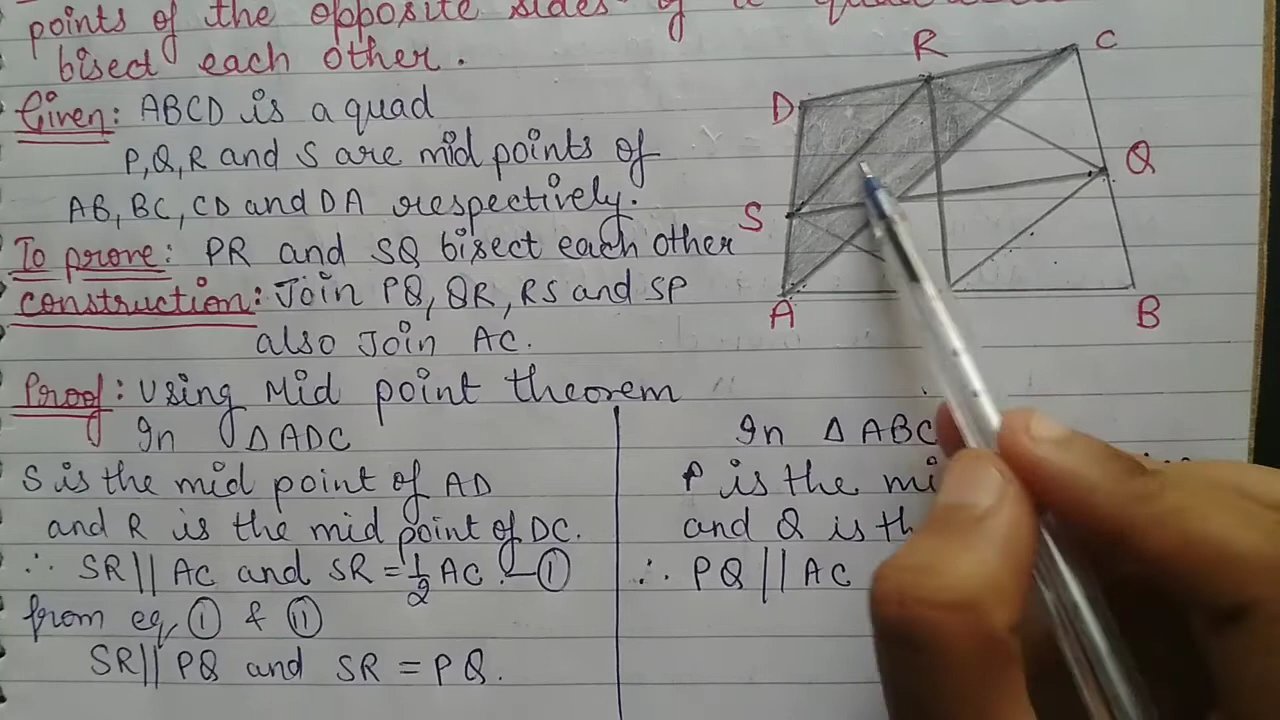 points of the opposite sides of a
bisect each other.
Given: ABCD is a quad
P,Q,R and S are mid points of
AB, BC, CD and DA respectively.
To prove: PR and SQ bisect each other
construction: Join PQ, QR, RS and SP
also Join AC.
Proof: Using Mid point theorem
In △ADC
S is the mid point of AD
and R is the mid point of DC.
∴ SR || AC and SR = 1/2 AC. —①
from eq ① & ①
SR || PQ and SR = PQ.
In △ABC
P is the mi
and Q is th
∴ PQ || AC
R
C
D
Q
S
A
B